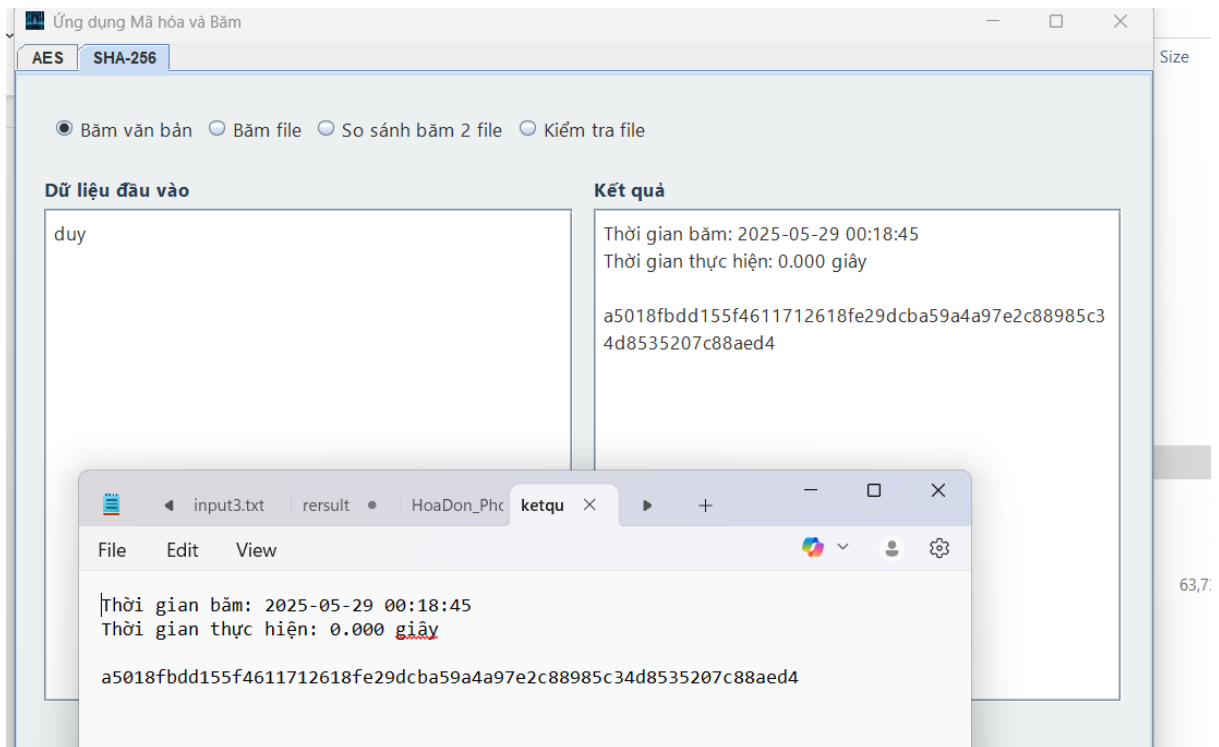 Ứng dụng Mã hóa và Băm
AES SHA-256
Size
Băm văn bản Băm file So sánh băm 2 file Kiểm tra file
Dữ liệu đầu vào
duy
Kết quả
Thời gian băm: 2025-05-29 00:18:45
Thời gian thực hiện: 0.000 giây
a5018fbdd155f4611712618fe29dcba59a4a97e2c88985c3
4d8535207c88aed4
input3.txt rersult HoaDon_Phc ketqu
File Edit View
Thời gian băm: 2025-05-29 00:18:45
Thời gian thực hiện: 0.000 giây
a5018fbdd155f4611712618fe29dcba59a4a97e2c88985c34d8535207c88aed4